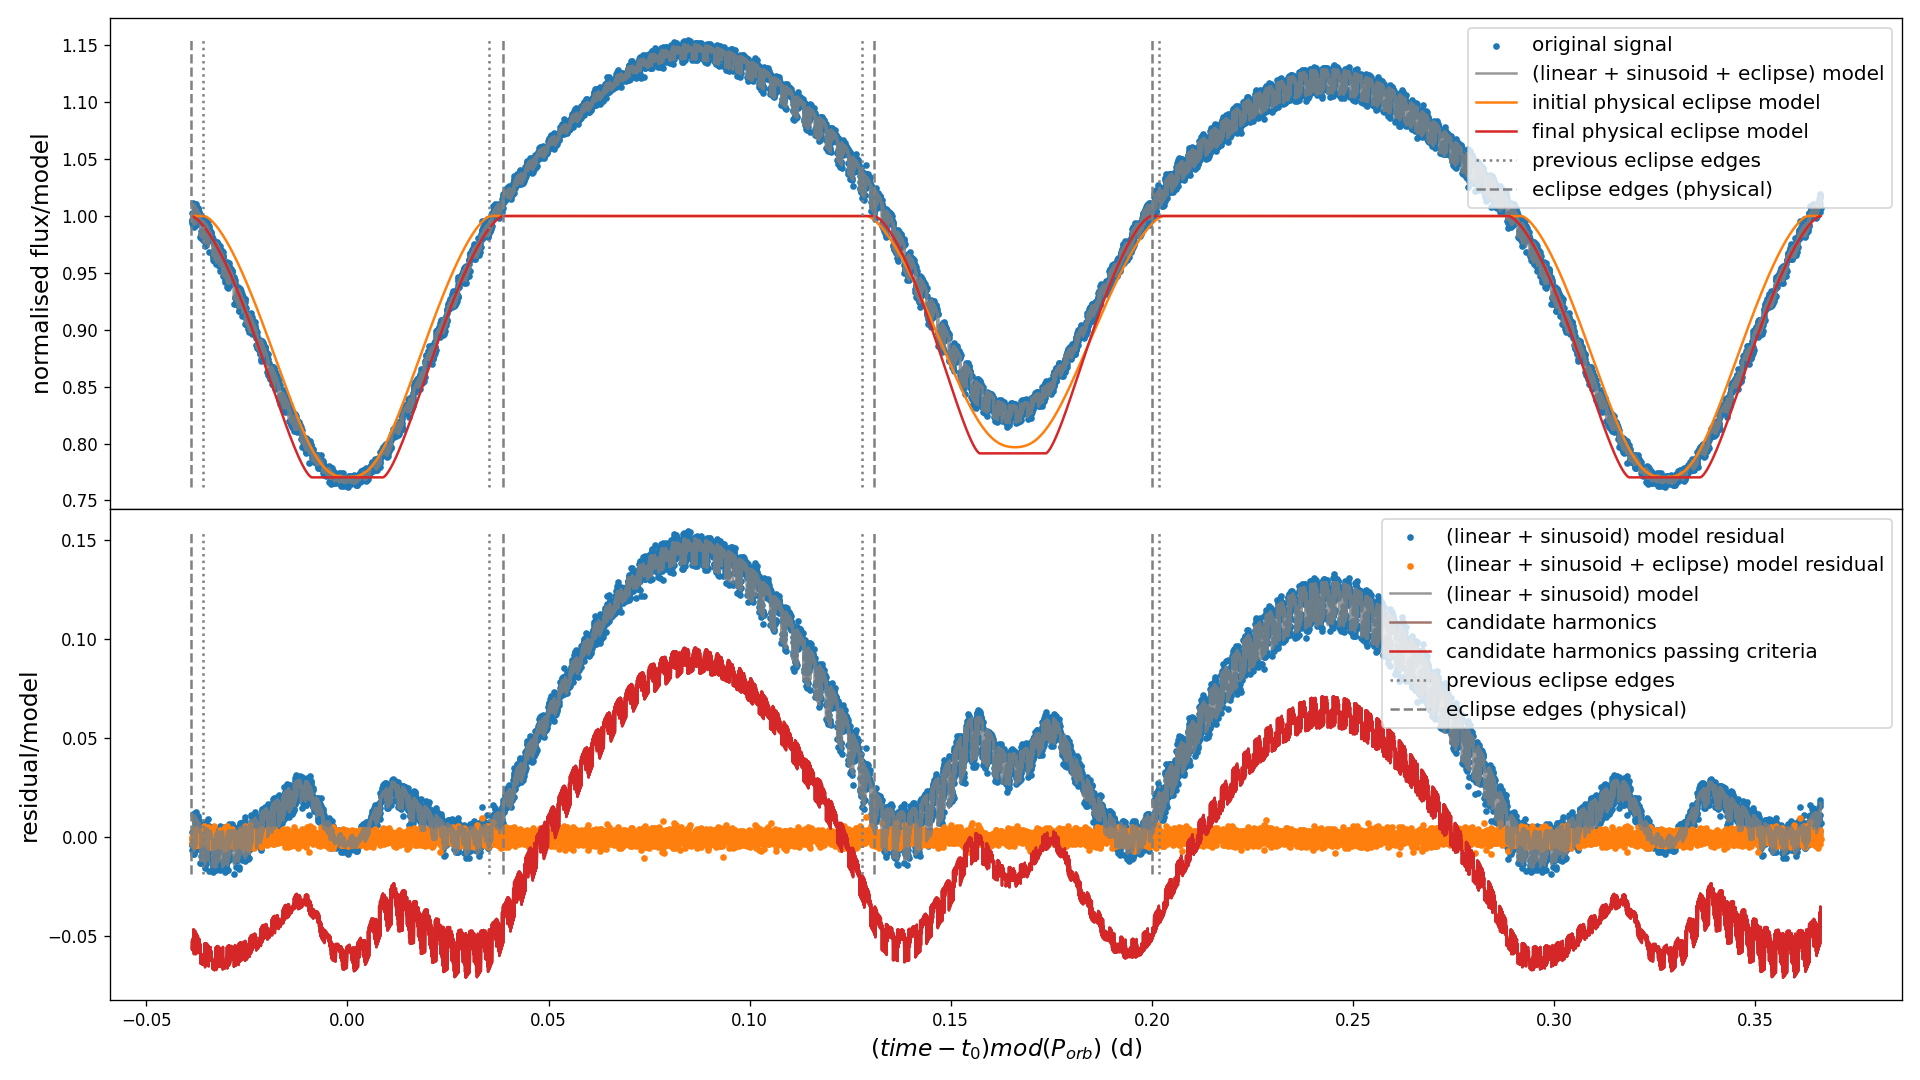 normalised flux/model
1.15
1.10
1.05
1.00
0.95
0.90
0.85
0.80
0.75
original signal
(linear + sinusoid + eclipse) model
initial physical eclipse model
final physical eclipse model
previous eclipse edges
eclipse edges (physical)
residual/model
0.15
0.10
0.05
0.00
−0.05
(linear + sinusoid) model residual
(linear + sinusoid + eclipse) model residual
(linear + sinusoid) model
candidate harmonics
candidate harmonics passing criteria
previous eclipse edges
eclipse edges (physical)
−0.05 0.00 0.05 0.10 0.15 0.20 0.25 0.30 0.35
(time − t₀)mod(P_orb) (d)